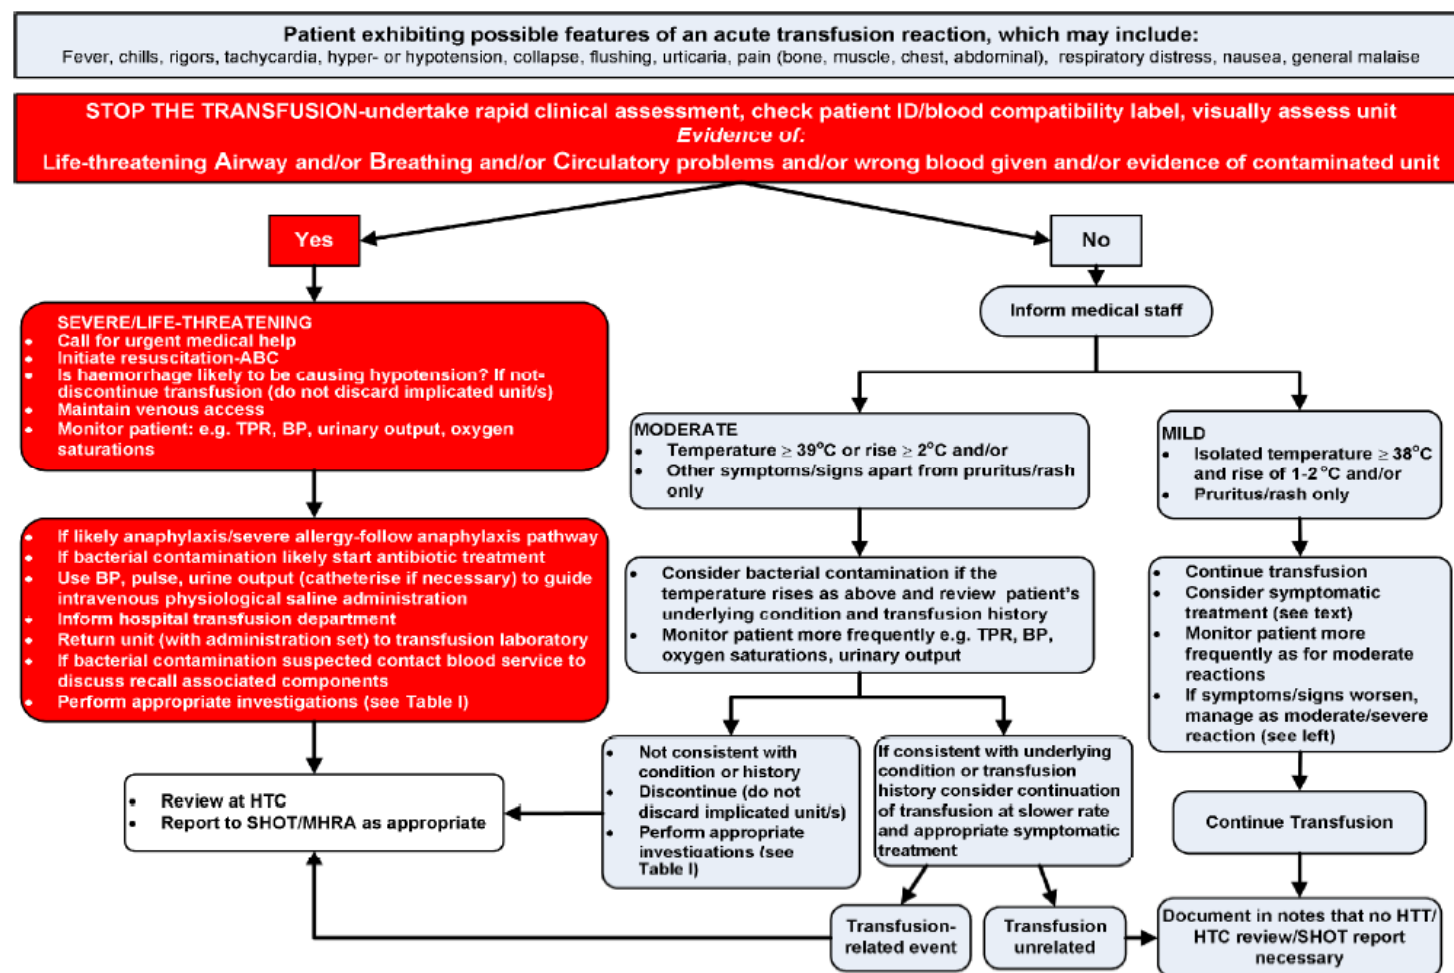 Patient exhibiting possible features of an acute transfusion reaction, which may include:
Fever, chills, rigors, tachycardia, hyper- or hypotension, collapse, flushing, urticaria, pain (bone, muscle, chest, abdominal), respiratory distress, nausea, general malaise
STOP THE TRANSFUSION-undertake rapid clinical assessment, check patient ID/blood compatibility label, visually assess unit
Evidence of:
Life-threatening Airway and/or Breathing and/or Circulatory problems and/or wrong blood given and/or evidence of contaminated unit
Yes
No
SEVERE/LIFE-THREATENING
• Call for urgent medical help
• Initiate resuscitation-ABC
• Is haemorrhage likely to be causing hypotension? If not-
discontinue transfusion (do not discard implicated unit/s)
• Maintain venous access
• Monitor patient: e.g. TPR, BP, urinary output, oxygen
saturations
Inform medical staff
MODERATE
• Temperature ≥ 39°C or rise ≥ 2°C and/or
• Other symptoms/signs apart from pruritus/rash
only
MILD
• Isolated temperature ≥ 38°C
and rise of 1-2°C and/or
• Pruritus/rash only
• If likely anaphylaxis/severe allergy-follow anaphylaxis pathway
• If bacterial contamination likely start antibiotic treatment
• Use BP, pulse, urine output (catheterise if necessary) to guide
intravenous physiological saline administration
• Inform hospital transfusion department
• Return unit (with administration set) to transfusion laboratory
• If bacterial contamination suspected contact blood service to
discuss recall associated components
• Perform appropriate investigations (see Table I)
• Consider bacterial contamination if the
temperature rises as above and review patient's
underlying condition and transfusion history
• Monitor patient more frequently e.g. TPR, BP,
oxygen saturations, urinary output
• Continue transfusion
• Consider symptomatic
treatment (see text)
• Monitor patient more
frequently as for moderate
reactions
• If symptoms/signs worsen,
manage as moderate/severe
reaction (see left)
• Review at HTC
• Report to SHOT/MHRA as appropriate
• Not consistent with
condition or history
• Discontinue (do not
discard implicated unit/s)
• Perform appropriate
investigations (see
Table I)
If consistent with underlying
condition or transfusion
history consider continuation
of transfusion at slower rate
and appropriate symptomatic
treatment
Continue Transfusion
Transfusion-
related event
Transfusion
unrelated
Document in notes that no HTT/
HTC review/SHOT report
necessary